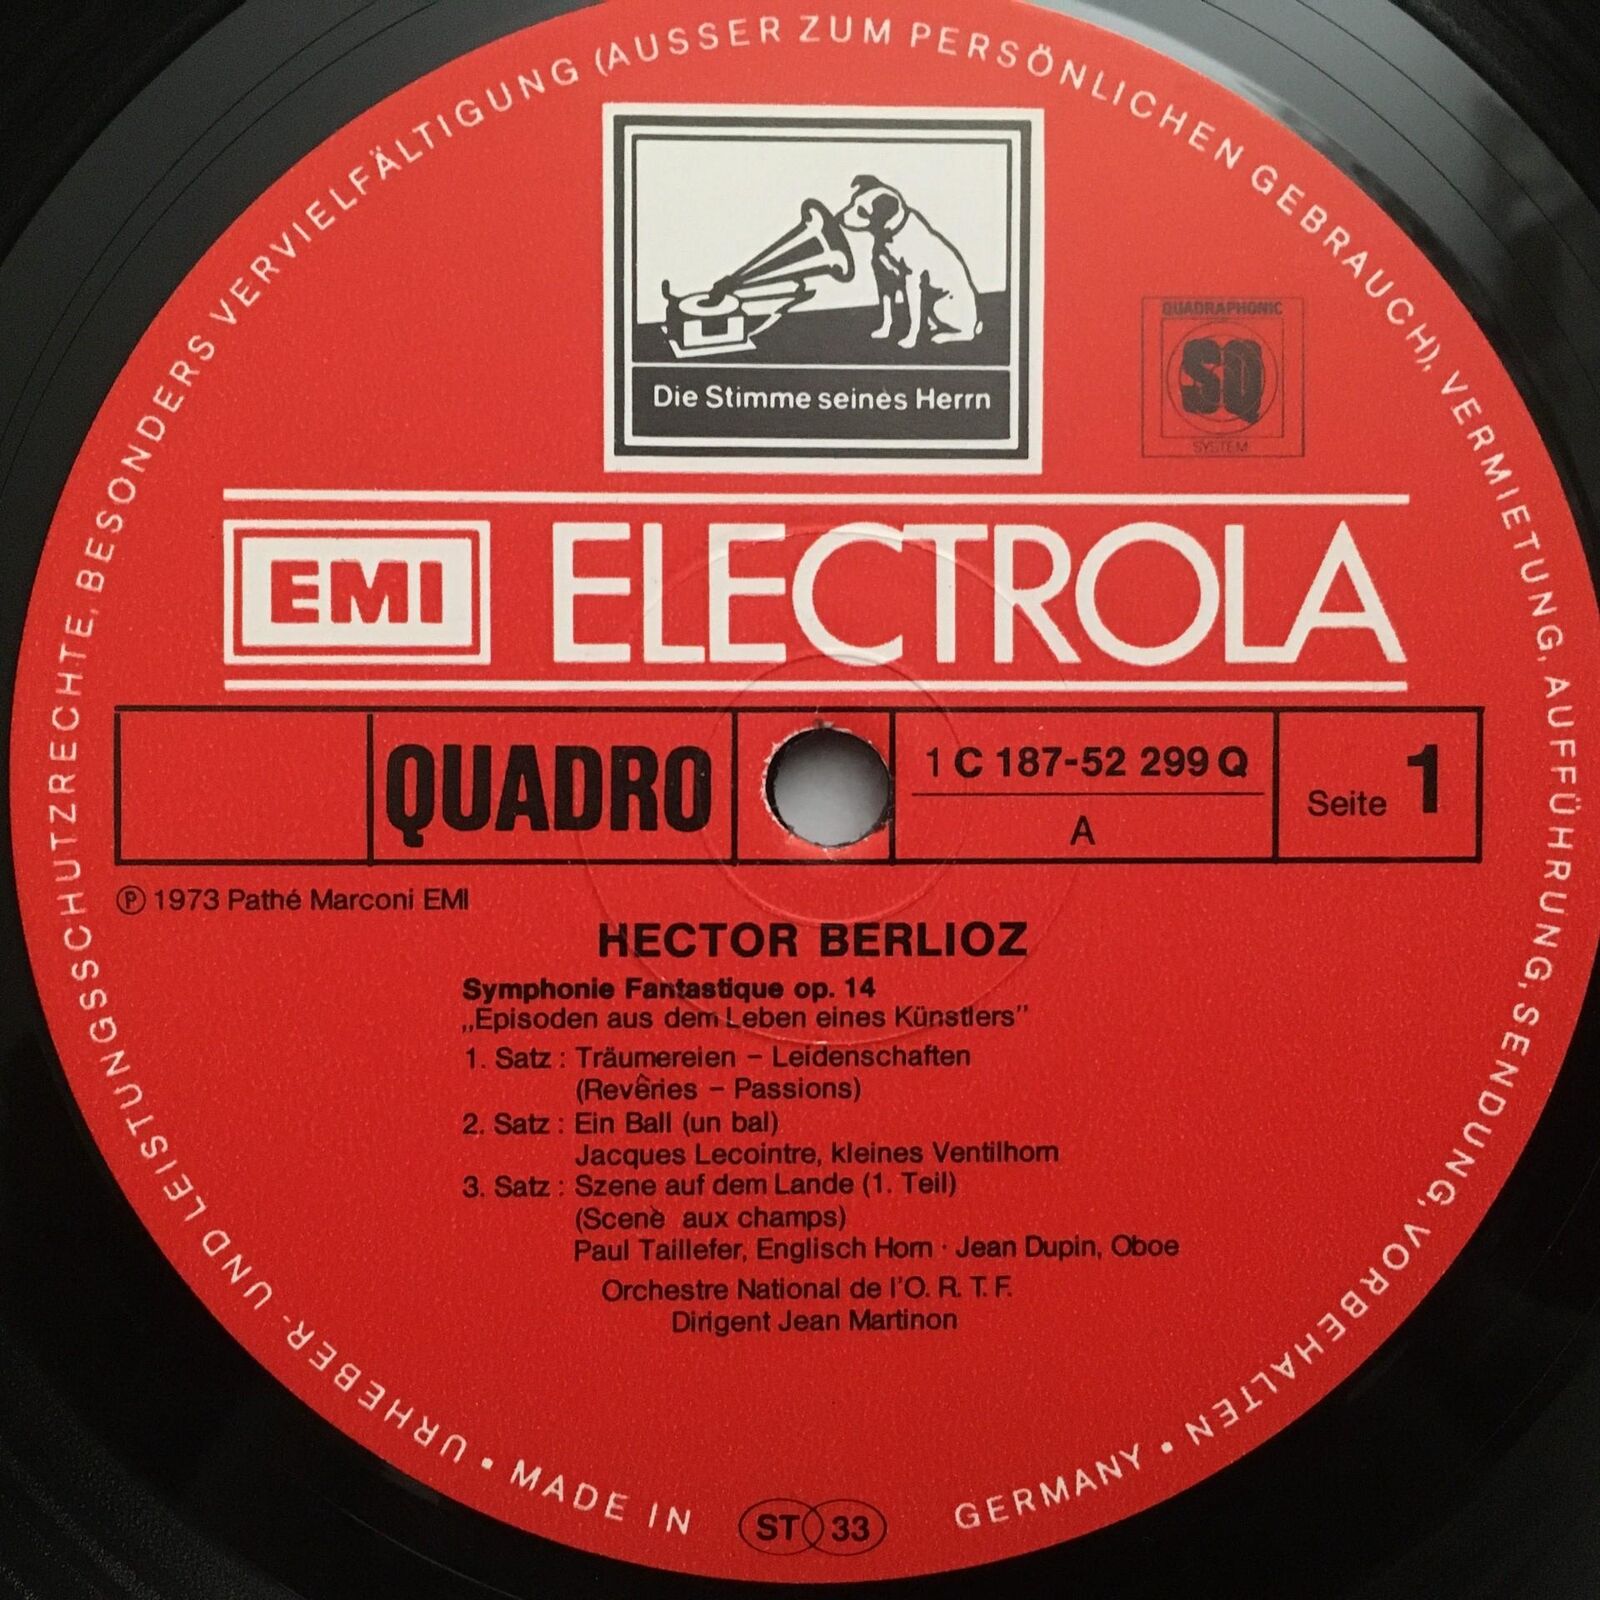 URHEBER- UND LEISTUNGSSCHUTZRECHTE, BESONDERS VERVIELFÄLTIGUNG (AUSSER ZUM PERSÖNLICHEN GEBRAUCH), VERMIETUNG, AUFFÜHRUNG, SENDUNG, VORBEHALTEN •
Die Stimme seines Herrn
QUADRAPHONIC
SQ
SYSTEM
EMI ELECTROLA
QUADRO
1 C 187-52 299 Q
A
Seite 1
℗ 1973 Pathé Marconi EMI
HECTOR BERLIOZ
Symphonie Fantastique op. 14
„Episoden aus dem Leben eines Künstlers”
1. Satz : Träumereien – Leidenschaften
(Revêries – Passions)
2. Satz : Ein Ball (un bal)
Jacques Lecointre, kleines Ventilhorn
3. Satz : Szene auf dem Lande (1. Teil)
(Scenè aux champs)
Paul Taillefer, Englisch Horn · Jean Dupin, Oboe
Orchestre National de l'O. R. T. F.
Dirigent Jean Martinon
• MADE IN GERMANY •
ST 33